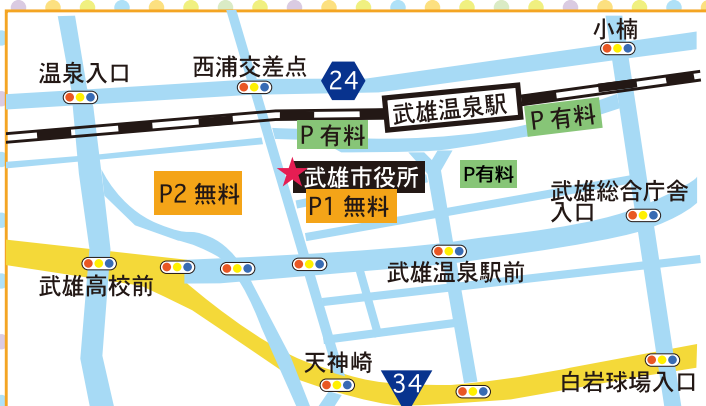 小楠
西浦交差点
温泉入口
24
武雄温泉駅
P 有料
P 有料
武雄市役所
P有料
P2 無料
P1 無料
武雄総合庁舎
入口
武雄高校前
武雄温泉駅前
天神崎
34
白岩球場入口